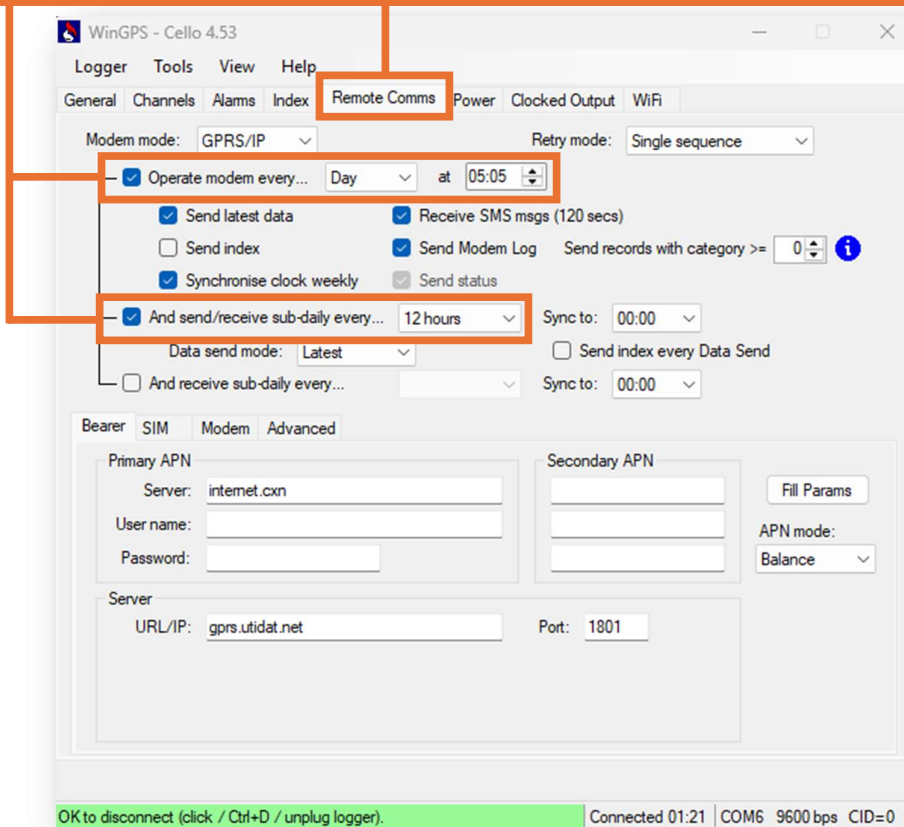 WinGPS - Cello 4.53
Logger Tools View Help
General Channels Alarms Index Remote Comms Power Clocked Output WiFi
Modem mode: GPRS/IP Retry mode: Single sequence
Operate modem every... Day at 05:05
Send latest data Receive SMS msgs (120 secs)
Send index Send Modem Log Send records with category >= 0
Synchronise clock weekly Send status
And send/receive sub-daily every... 12 hours Sync to: 00:00
Data send mode: Latest Send index every Data Send
And receive sub-daily every... Sync to: 00:00
Bearer SIM Modem Advanced
Primary APN Secondary APN
Server: internet.cxn Fill Params
User name: APN mode:
Password: Balance
Server
URL/IP: gprs.utidat.net Port: 1801
OK to disconnect (click / Ctrl+D / unplug logger). Connected 01:21 COM6 9600 bps CID=0